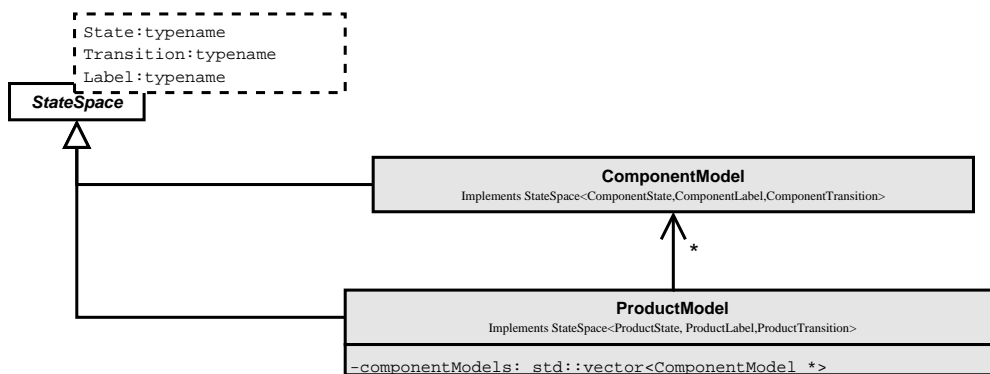 State:typename
Transition:typename
Label:typename
StateSpace
ComponentModel
Implements StateSpace<ComponentState,ComponentLabel,ComponentTransition>
*
ProductModel
Implements StateSpace<ProductState, ProductLabel,ProductTransition>
-componentModels: std::vector<ComponentModel *>